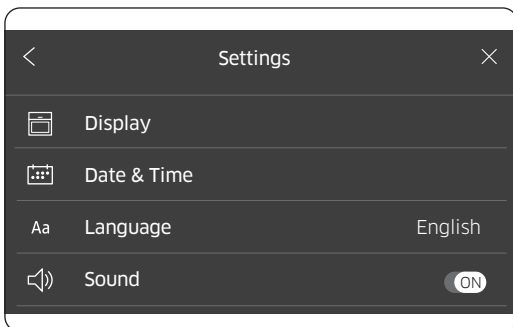 Settings
Display
Date & Time
Aa Language English
Sound ON